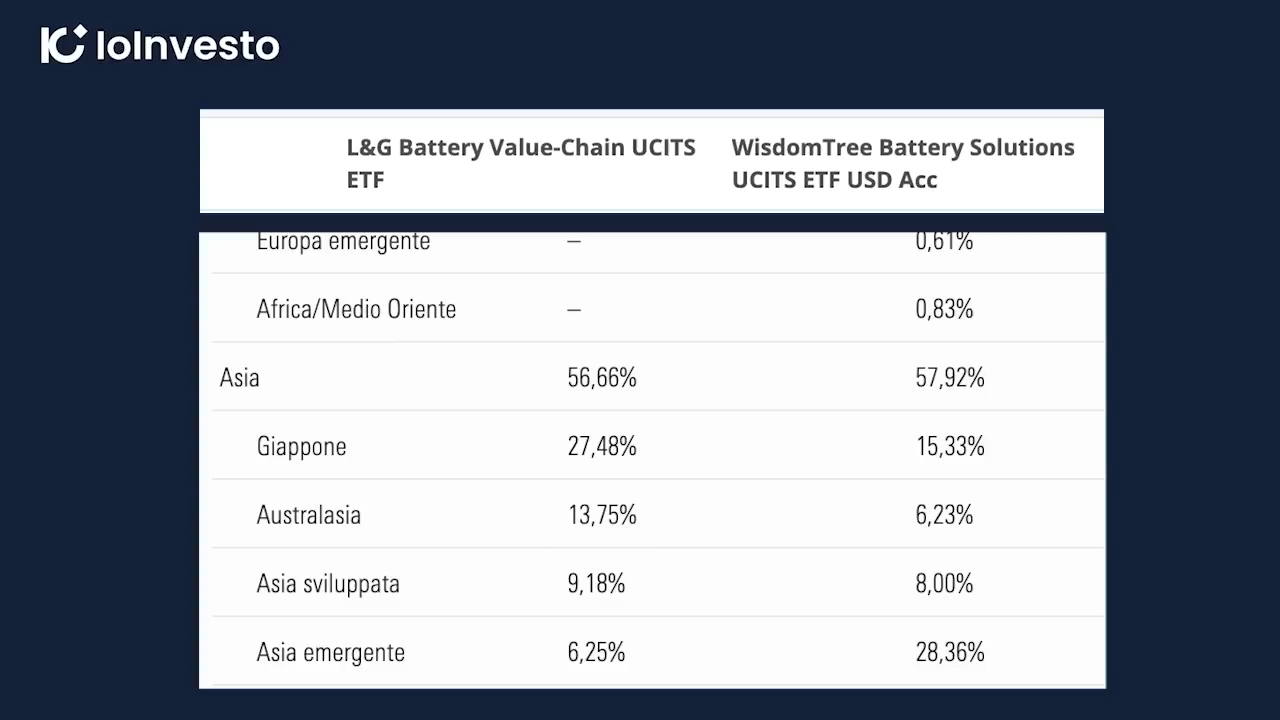 IoInvesto
L&G Battery Value-Chain UCITS ETF
WisdomTree Battery Solutions UCITS ETF USD Acc
Europa emergente – 0,61%
Africa/Medio Oriente – 0,83%
Asia 56,66% 57,92%
Giappone 27,48% 15,33%
Australasia 13,75% 6,23%
Asia sviluppata 9,18% 8,00%
Asia emergente 6,25% 28,36%